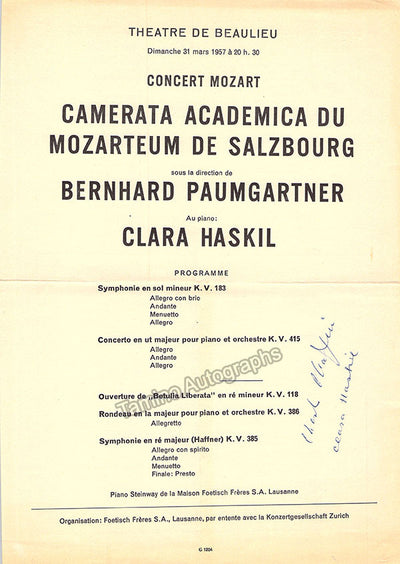 THEATRE DE BEAULIEU
Dimanche 31 mars 1957 à 20 h. 30
CONCERT MOZART
CAMERATA ACADEMICA DU
MOZARTEUM DE SALZBOURG
sous la direction de
BERNHARD PAUMGARTNER
Au piano:
CLARA HASKIL
PROGRAMME
Symphonie en sol mineur K. V. 183
Allegro con brio
Andante
Menuetto
Allegro
Concerto en ut majeur pour piano et orchestre K. V. 415
Allegro
Andante
Allegro
Ouverture de „Betulia Liberata" en ré mineur K. V. 118
Rondeau en la majeur pour piano et orchestre K. V. 386
Allegretto
Symphonie en ré majeur (Haffner) K. V. 385
Allegro con spirito
Andante
Menuetto
Finale: Presto
Tamino Autographs
Clara Haskil
Piano Steinway de la Maison Foetisch Frères S.A. Lausanne
Organisation: Foetisch Frères S.A., Lausanne, par entente avec la Konzertgesellschaft Zurich